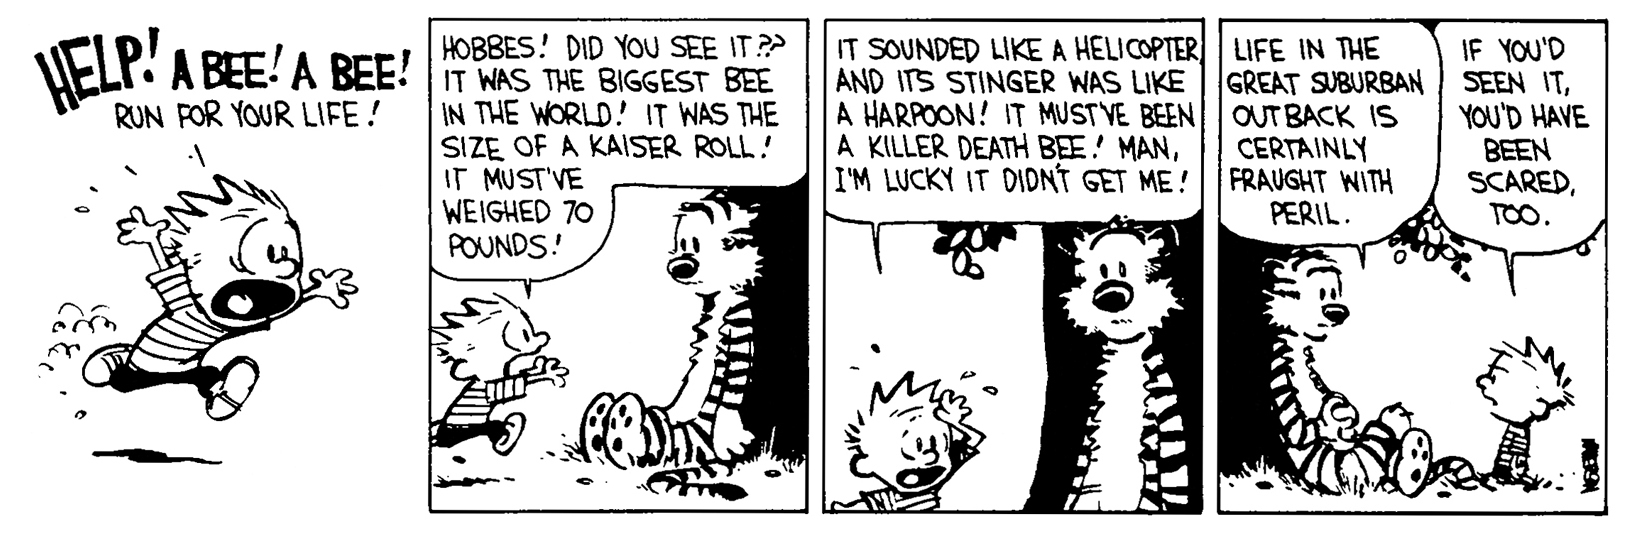 HELP! A BEE! A BEE!
RUN FOR YOUR LIFE!
HOBBES! DID YOU SEE IT??
IT WAS THE BIGGEST BEE
IN THE WORLD! IT WAS THE
SIZE OF A KAISER ROLL!
IT MUST'VE
WEIGHED 70
POUNDS!
IT SOUNDED LIKE A HELICOPTER,
AND ITS STINGER WAS LIKE
A HARPOON! IT MUST'VE BEEN
A KILLER DEATH BEE! MAN,
I'M LUCKY IT DIDN'T GET ME!
LIFE IN THE
GREAT SUBURBAN
OUTBACK IS
CERTAINLY
FRAUGHT WITH
PERIL.
IF YOU'D
SEEN IT,
YOU'D HAVE
BEEN
SCARED,
TOO.
WATTERSON